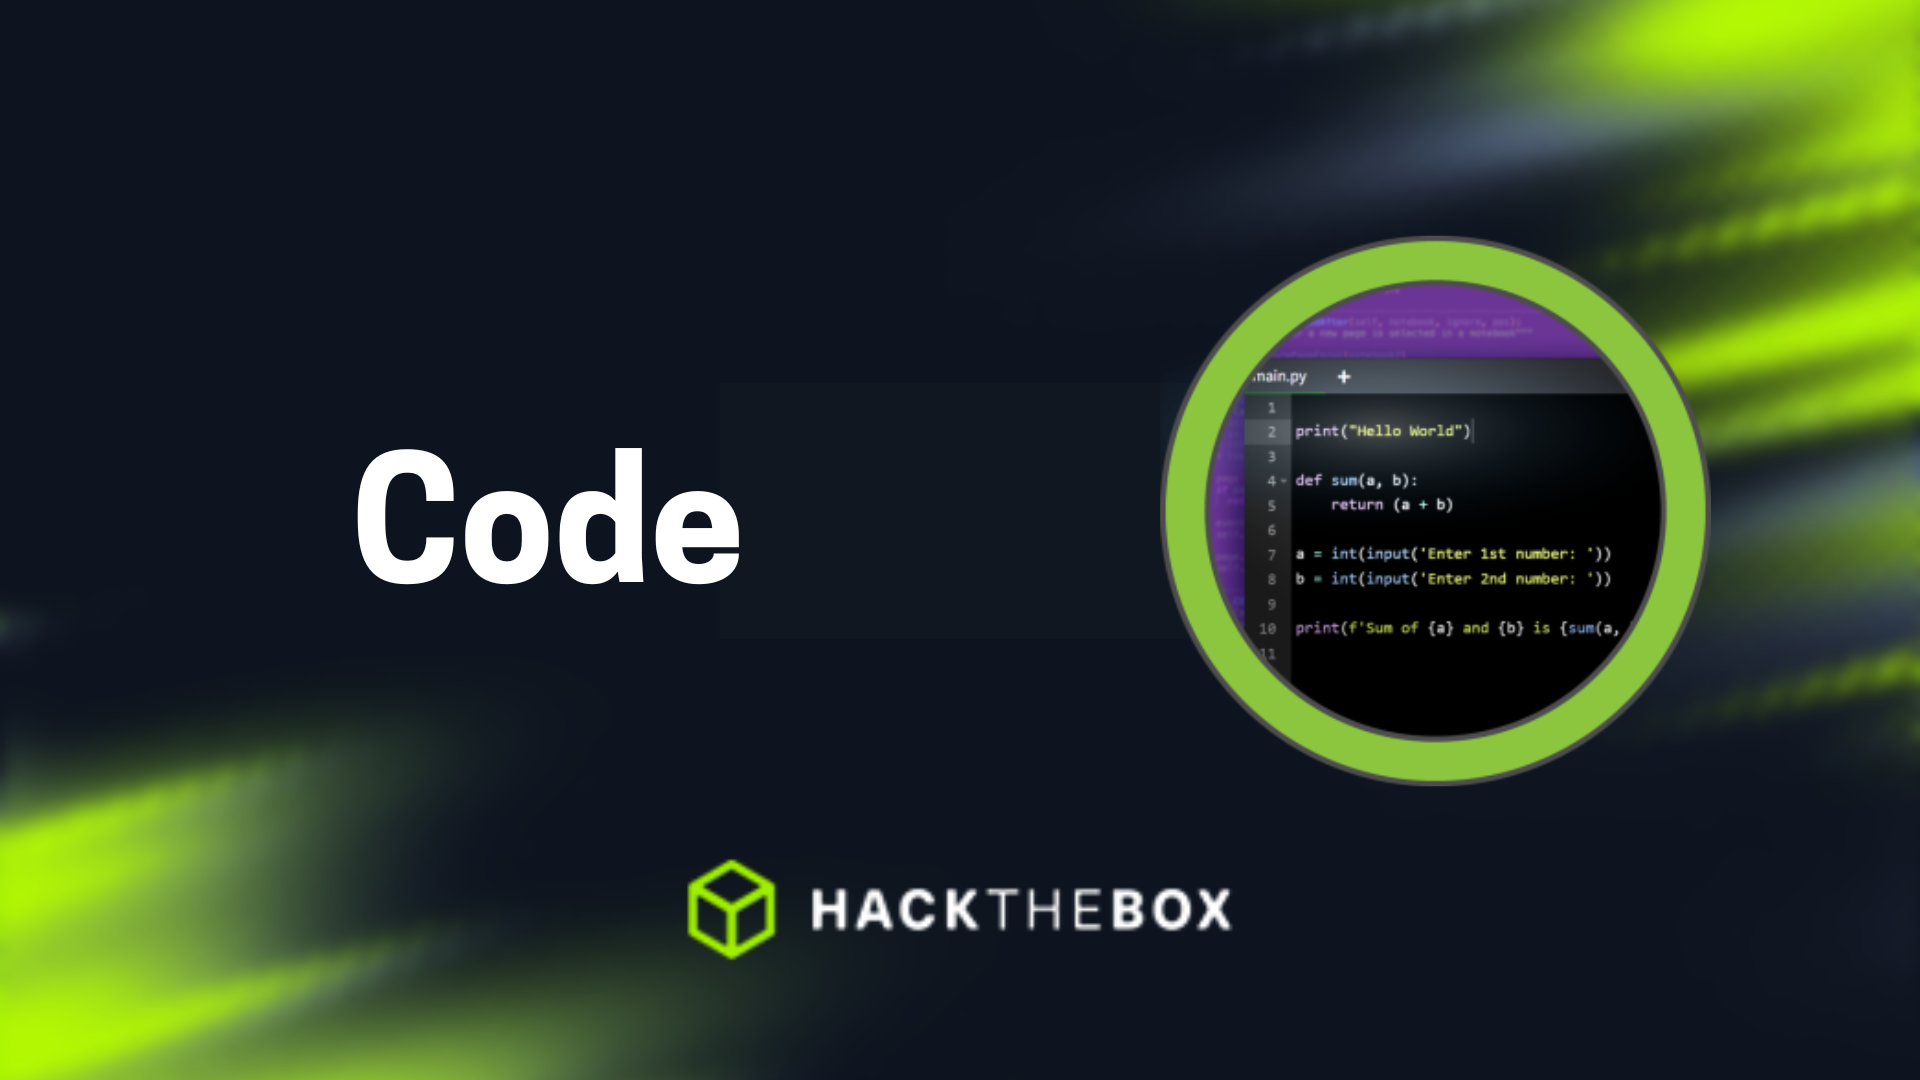 Code
main.py +
1
2 print("Hello World")
3
4 def sum(a, b):
5 return (a + b)
6
7 a = int(input('Enter 1st number: '))
8 b = int(input('Enter 2nd number: '))
9
10 print(f'Sum of {a} and {b} is {sum(a,
11
HACKTHEBOX